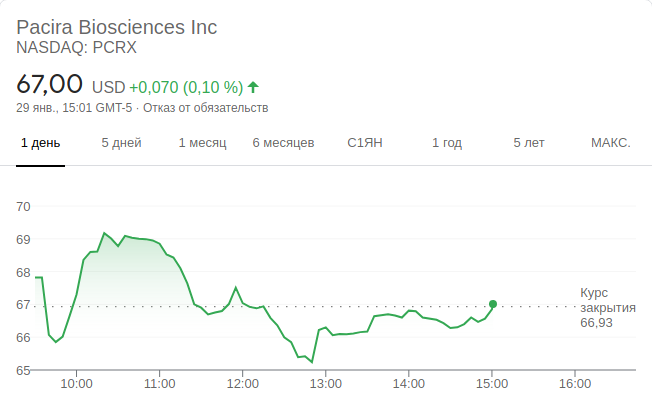 Pacira Biosciences Inc
NASDAQ: PCRX
67,00 USD +0,070 (0,10 %)
29 янв., 15:01 GMT-5 · Отказ от обязательств
1 день 5 дней 1 месяц 6 месяцев С1ЯН 1 год 5 лет МАКС.
70
69
68
67
66
65
Курс
закрытия
66,93
10:00 11:00 12:00 13:00 14:00 15:00 16:00